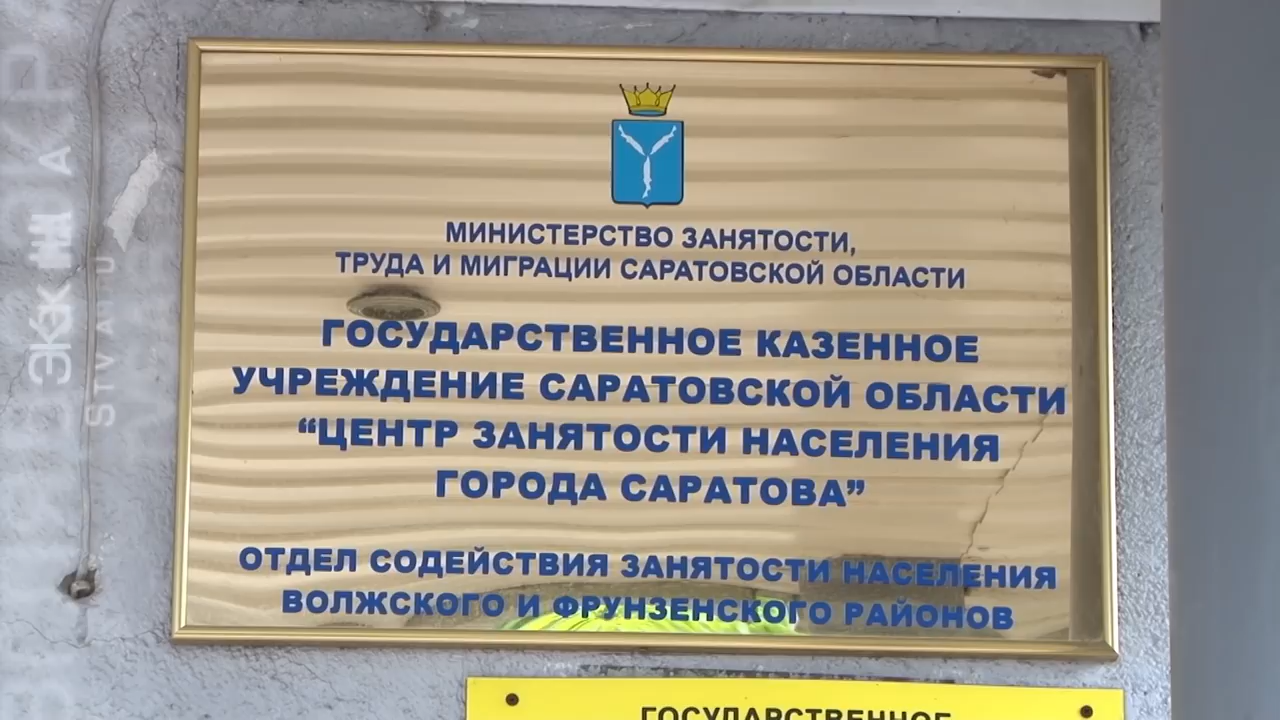 МИНИСТЕРСТВО ЗАНЯТОСТИ,
ТРУДА И МИГРАЦИИ САРАТОВСКОЙ ОБЛАСТИ
ГОСУДАРСТВЕННОЕ КАЗЕННОЕ
УЧРЕЖДЕНИЕ САРАТОВСКОЙ ОБЛАСТИ
“ЦЕНТР ЗАНЯТОСТИ НАСЕЛЕНИЯ
ГОРОДА САРАТОВА”
ОТДЕЛ СОДЕЙСТВИЯ ЗАНЯТОСТИ НАСЕЛЕНИЯ
ВОЛЖСКОГО И ФРУНЗЕНСКОГО РАЙОНОВ
ГОСУДАРСТВЕННОЕ